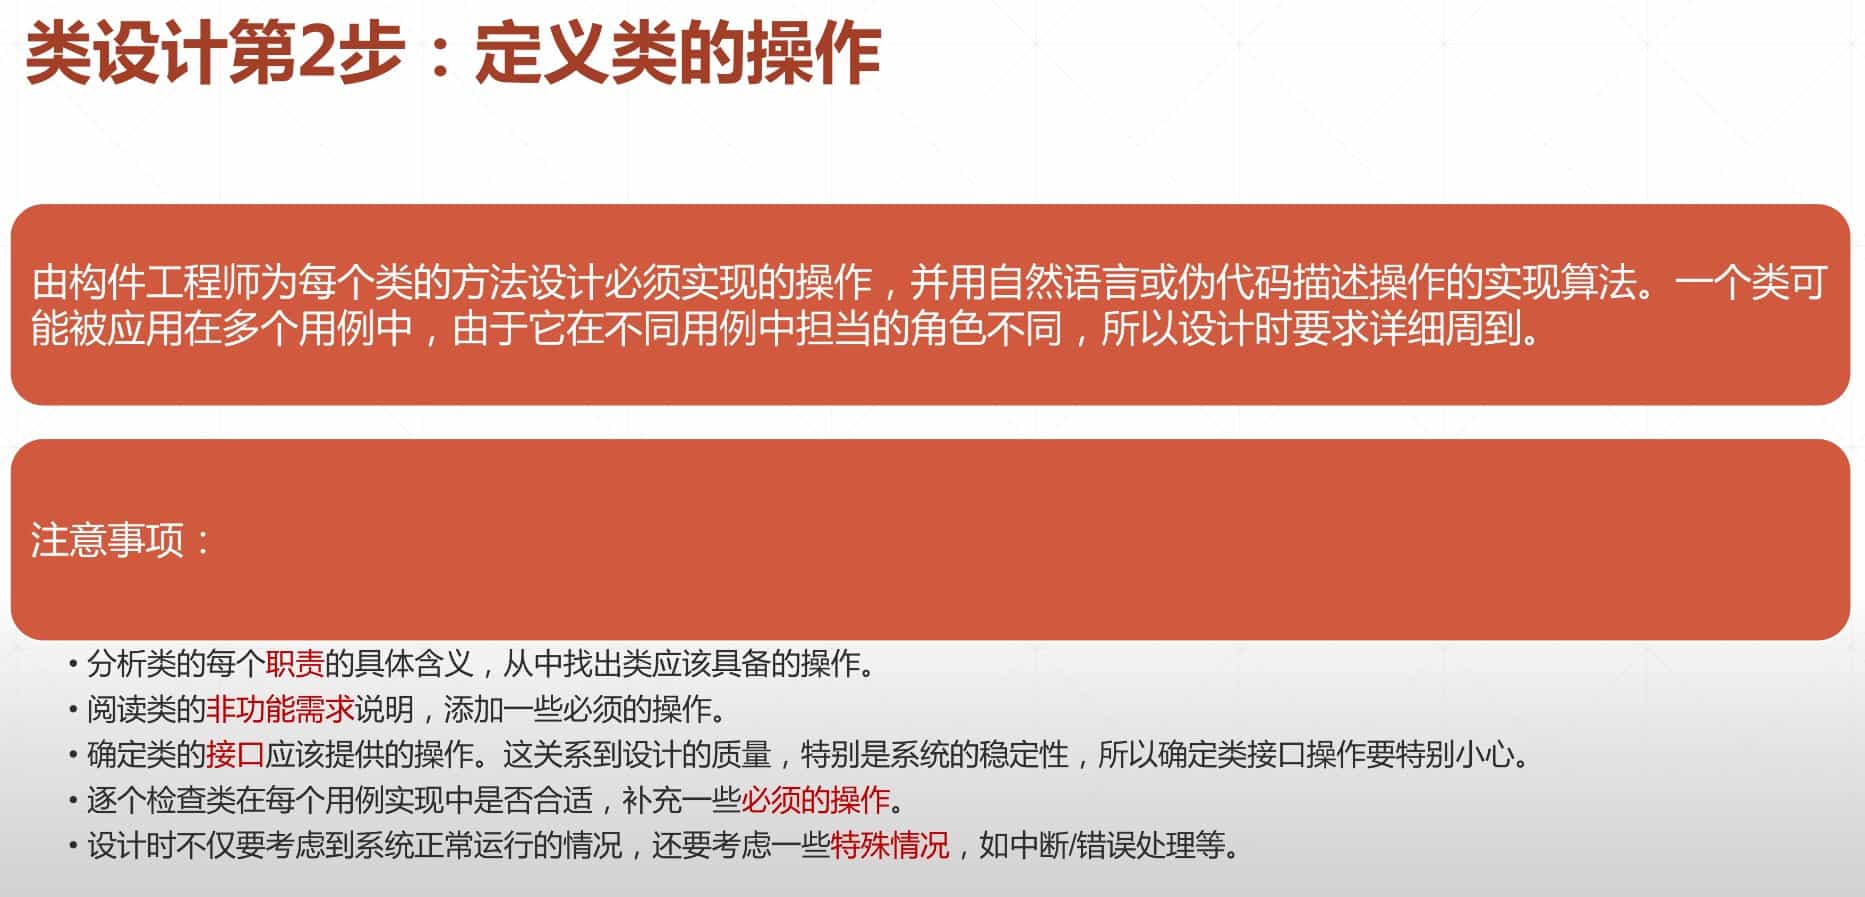 类设计第2步：定义类的操作
由构件工程师为每个类的方法设计必须实现的操作，并用自然语言或伪代码描述操作的实现算法。一个类可
能被应用在多个用例中，由于它在不同用例中担当的角色不同，所以设计时要求详细周到。
注意事项：
• 分析类的每个职责的具体含义，从中找出类应该具备的操作。
• 阅读类的非功能需求说明，添加一些必须的操作。
• 确定类的接口应该提供的操作。这关系到设计的质量，特别是系统的稳定性，所以确定类接口操作要特别小心。
• 逐个检查类在每个用例实现中是否合适，补充一些必须的操作。
• 设计时不仅要考虑到系统正常运行的情况，还要考虑一些特殊情况，如中断/错误处理等。